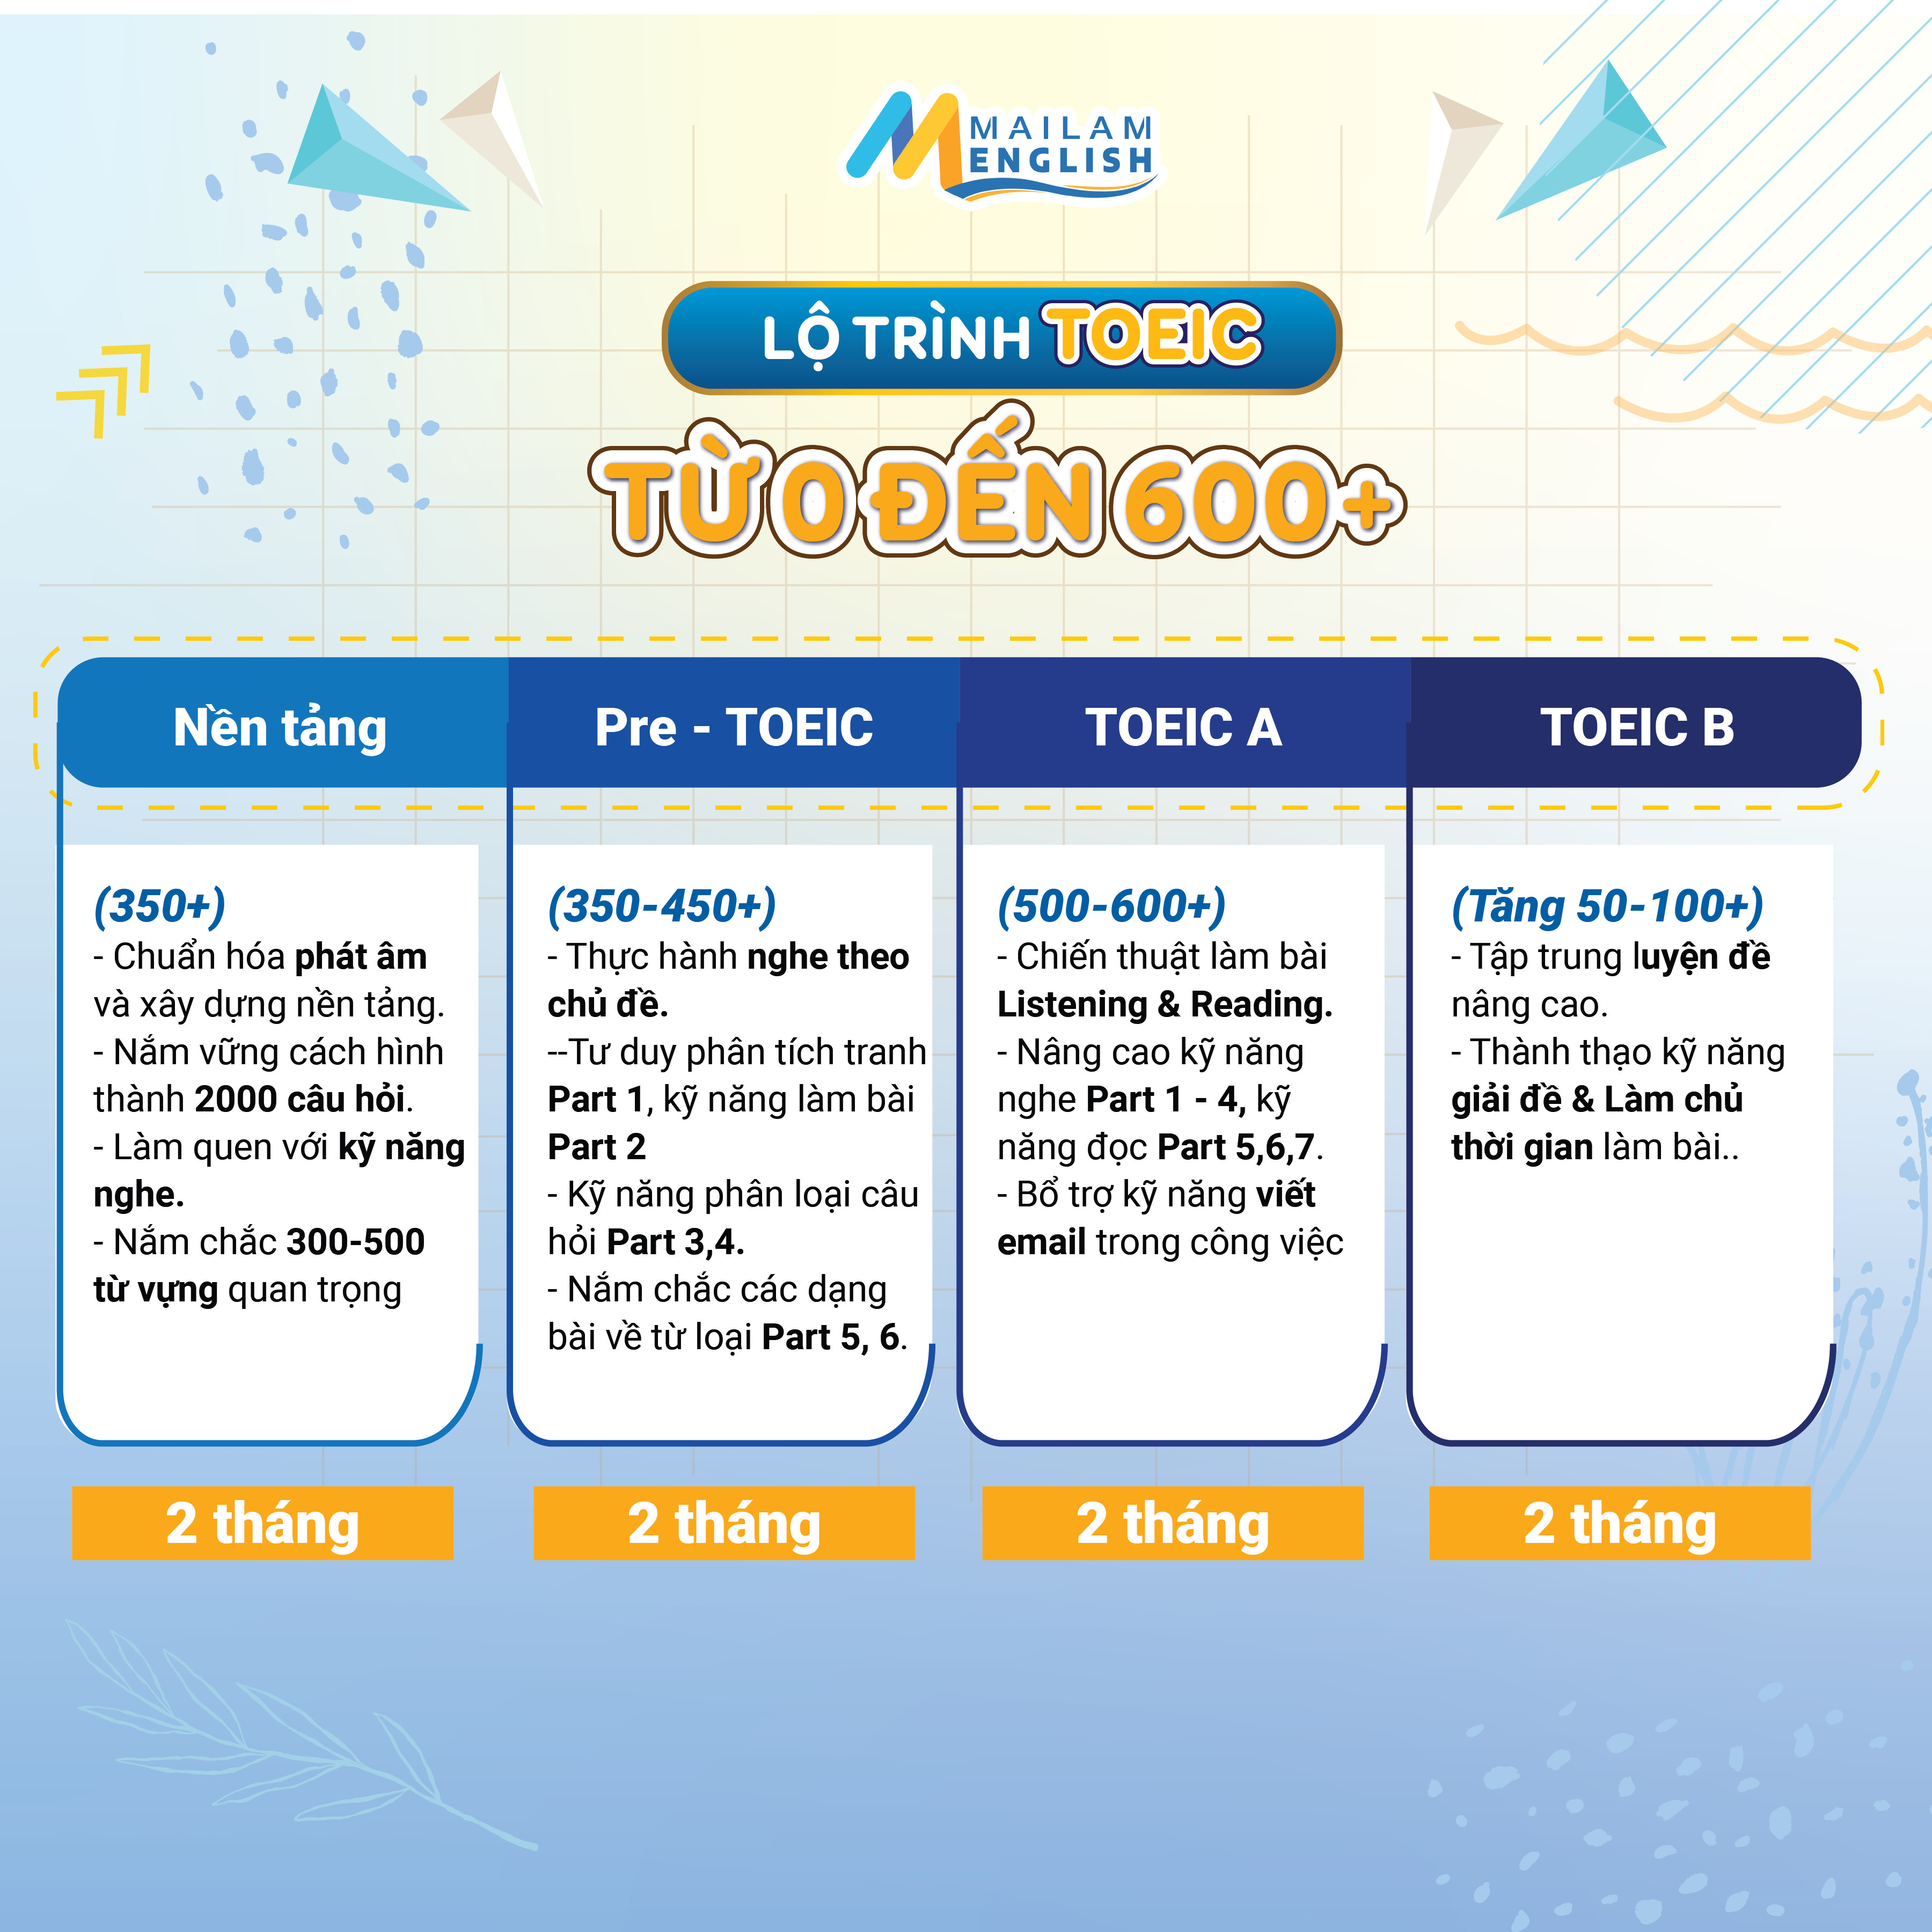 MAILAM
ENGLISH
LỘ TRÌNH TOEIC
TỪ 0 ĐẾN 600+
Nền tảng
Pre - TOEIC
TOEIC A
TOEIC B
(350+)
- Chuẩn hóa phát âm
và xây dựng nền tảng.
- Nắm vững cách hình
thành 2000 câu hỏi.
- Làm quen với kỹ năng
nghe.
- Nắm chắc 300-500
từ vựng quan trọng
(350-450+)
- Thực hành nghe theo
chủ đề.
--Tư duy phân tích tranh
Part 1, kỹ năng làm bài
Part 2
- Kỹ năng phân loại câu
hỏi Part 3,4.
- Nắm chắc các dạng
bài về từ loại Part 5, 6.
(500-600+)
- Chiến thuật làm bài
Listening & Reading.
- Nâng cao kỹ năng
nghe Part 1 - 4, kỹ
năng đọc Part 5,6,7.
- Bổ trợ kỹ năng viết
email trong công việc
(Tăng 50-100+)
- Tập trung luyện đề
nâng cao.
- Thành thạo kỹ năng
giải đề & Làm chủ
thời gian làm bài..
2 tháng
2 tháng
2 tháng
2 tháng